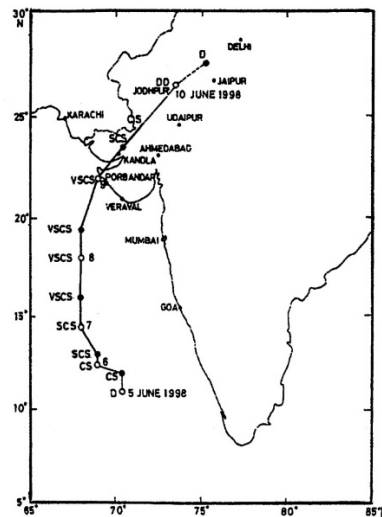 30°
N
D
DELHI
DD
JAIPUR
JODHPUR
10 JUNE 1998
KARACHI
CS
UDAIPUR
25°
SCS
AHMEDABAG
KANDLA
VSCS
9
PORBANDAR
VERAVAL
20°
VSCS
MUMBAI
VSCS 8
VSCS
GOA
15°
SCS 7
SCS
6
CS
CS
D 5 JUNE 1998
10°
5°
65° 70° 75° 80° 85°